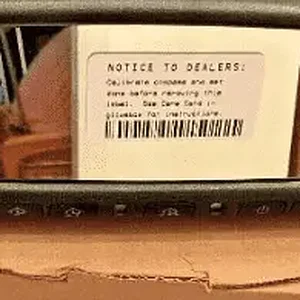 NOTICE TO DEALERS:
Calibrate compass and set
zone before removing this
label. See Care Card in
glovebox for instructions.